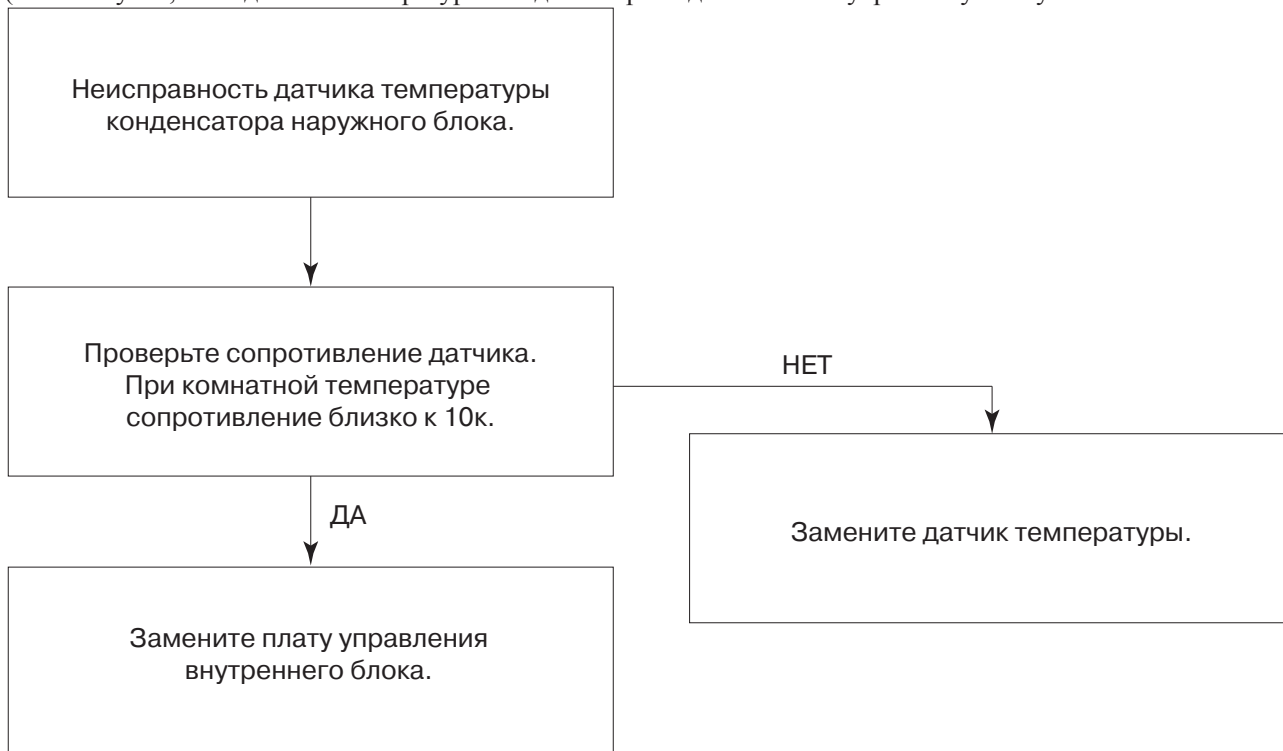 Неисправность датчика температуры
конденсатора наружного блока.
Проверьте сопротивление датчика.
При комнатной температуре
сопротивление близко к 10к.
НЕТ
ДА
Замените датчик температуры.
Замените плату управления
внутреннего блока.